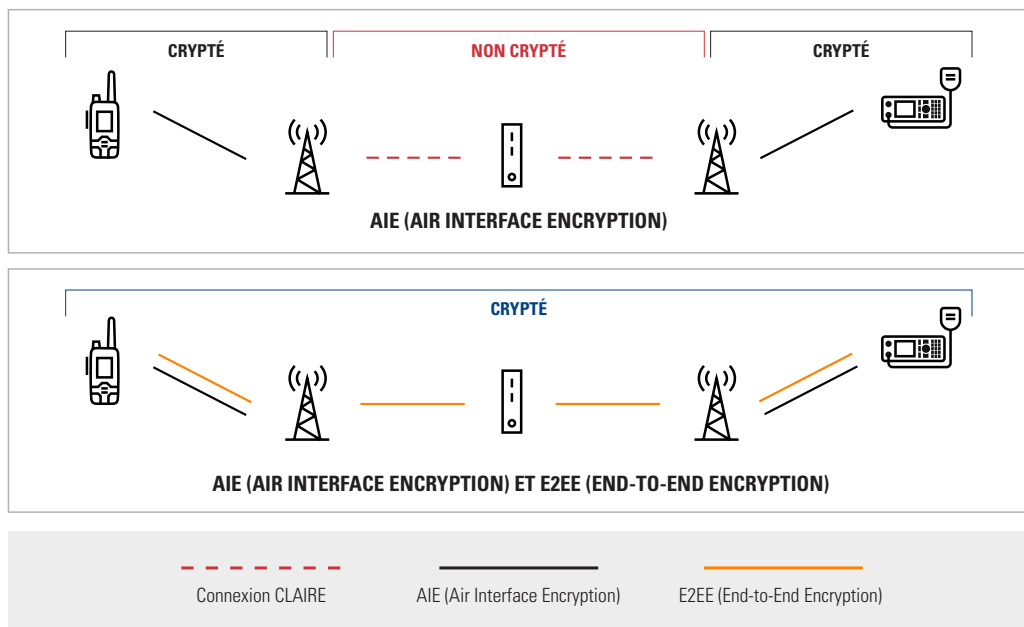 CRYPTÉ
NON CRYPTÉ
CRYPTÉ
AIE (AIR INTERFACE ENCRYPTION)
CRYPTÉ
AIE (AIR INTERFACE ENCRYPTION) ET E2EE (END-TO-END ENCRYPTION)
Connexion CLAIRE
AIE (Air Interface Encryption)
E2EE (End-to-End Encryption)